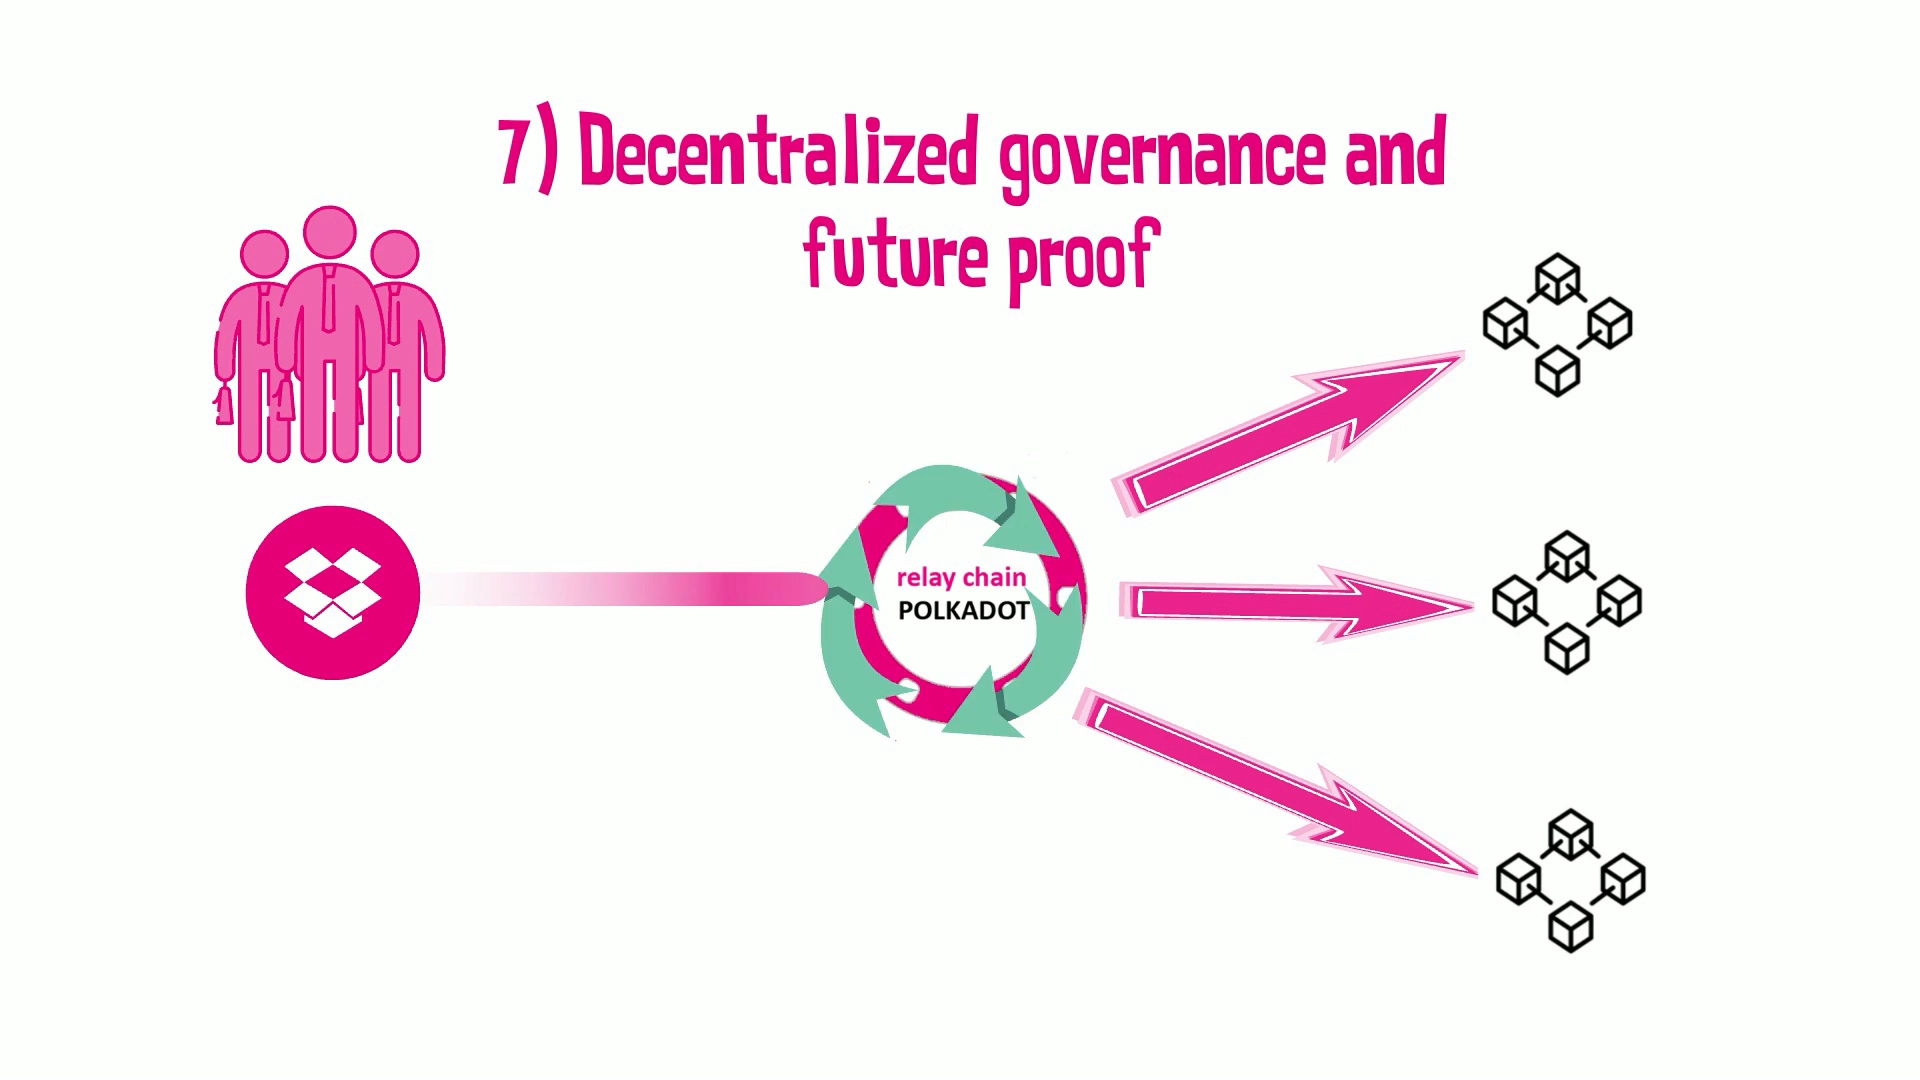 7) Decentralized governance and
future proof
relay chain
POLKADOT